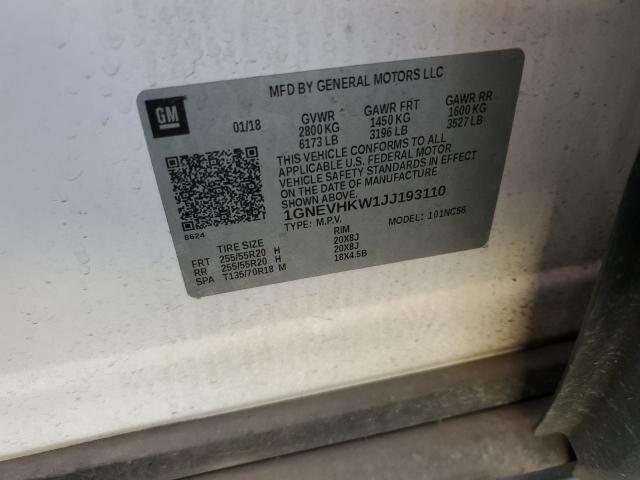 MFD BY GENERAL MOTORS LLC
GM
01/18
GVWR GAWR FRT GAWR RR
2800 KG 1450 KG 1600 KG
6173 LB 3196 LB 3527 LB
THIS VEHICLE CONFORMS TO ALL
APPLICABLE U.S. FEDERAL MOTOR
VEHICLE SAFETY STANDARDS IN EFFECT
ON THE DATE OF MANUFACTURE
SHOWN ABOVE.
1GNEVHKW1JJ193110
TYPE: M.P.V. MODEL: 1O1NC56
8624
TIRE SIZE RIM
FRT 255/55R20 H 20X8J
RR 255/55R20 H 20X8J
SPA T135/70R18 M 18X4.5B